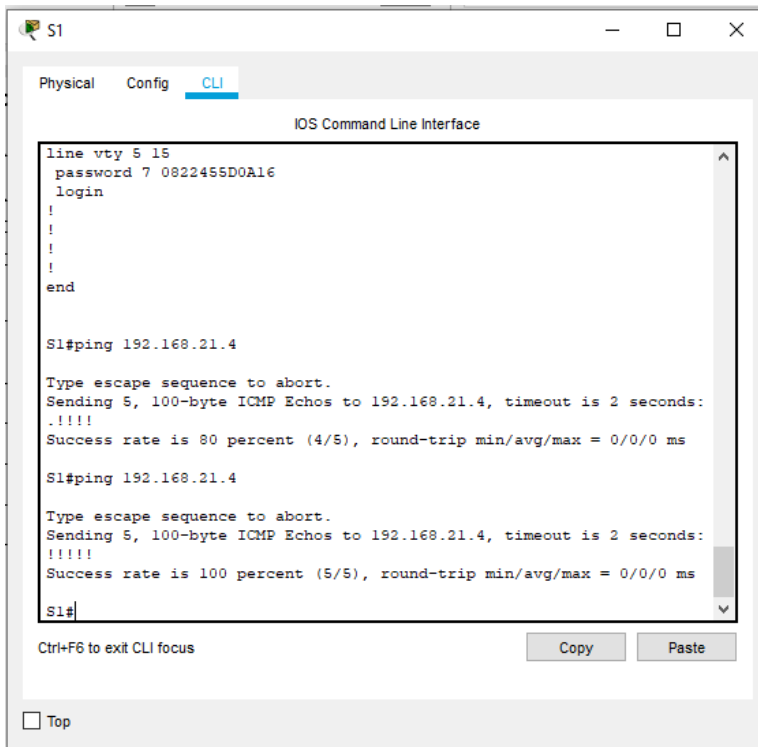 S1
Physical Config CLI
IOS Command Line Interface
line vty 5 15
password 7 0822455D0A16
login
!
!
!
!
end
S1#ping 192.168.21.4
Type escape sequence to abort.
Sending 5, 100-byte ICMP Echos to 192.168.21.4, timeout is 2 seconds:
.!!!!
Success rate is 80 percent (4/5), round-trip min/avg/max = 0/0/0 ms
S1#ping 192.168.21.4
Type escape sequence to abort.
Sending 5, 100-byte ICMP Echos to 192.168.21.4, timeout is 2 seconds:
!!!!!
Success rate is 100 percent (5/5), round-trip min/avg/max = 0/0/0 ms
S1#
Ctrl+F6 to exit CLI focus
Copy Paste
Top